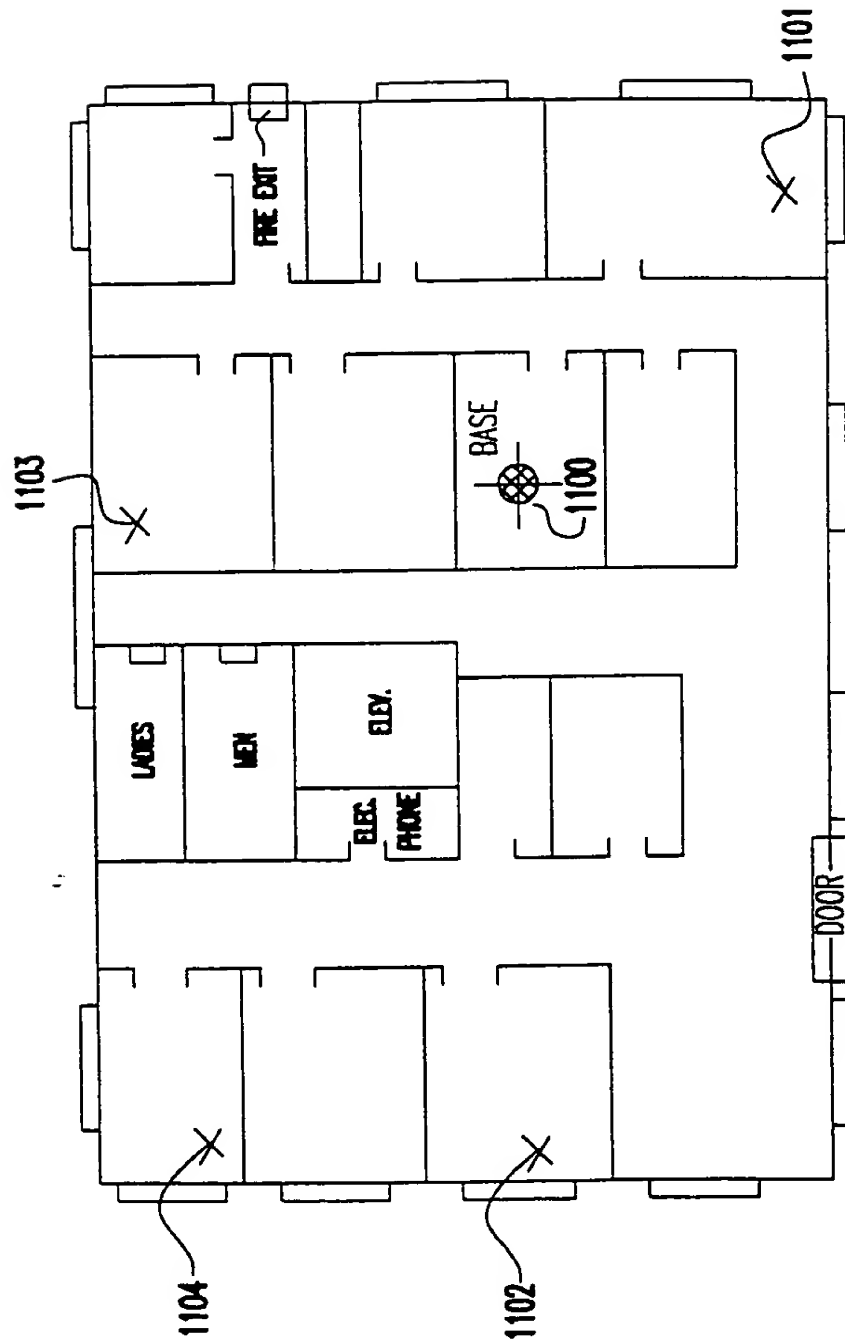 1101
FIRE EXIT
1103
BASE
1100
LADIES
MEN
ELEV.
ELEC.
PHONE
DOOR
1104
1102